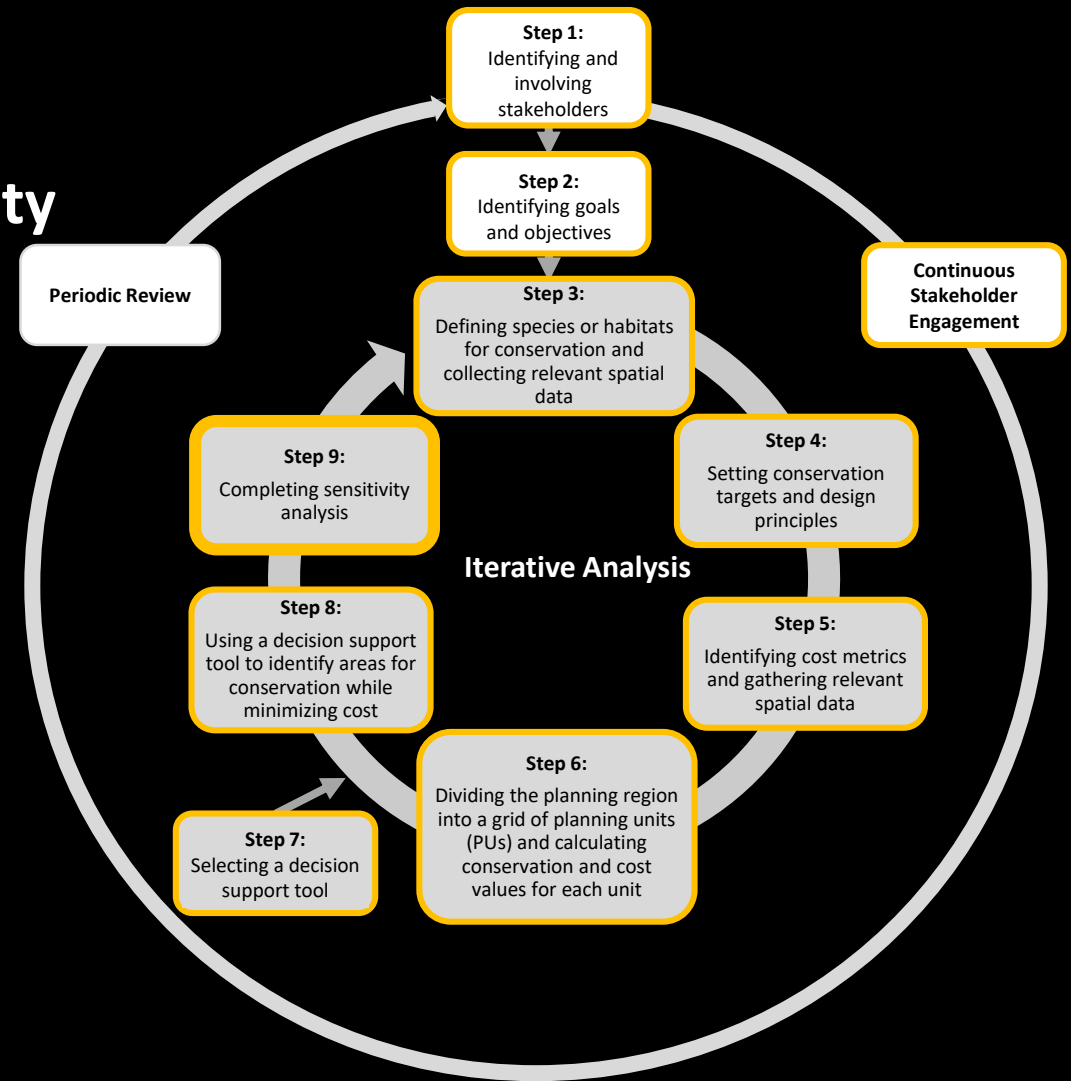 Step 1:
Identifying and
involving
stakeholders
ty
Step 2:
Identifying goals
and objectives
Periodic Review
Continuous
Stakeholder
Engagement
Step 3:
Defining species or habitats
for conservation and
collecting relevant spatial
data
Step 9:
Completing sensitivity
analysis
Step 4:
Setting conservation
targets and design
principles
Iterative Analysis
Step 8:
Using a decision support
tool to identify areas for
conservation while
minimizing cost
Step 5:
Identifying cost metrics
and gathering relevant
spatial data
Step 6:
Dividing the planning region
into a grid of planning units
(PUs) and calculating
conservation and cost
values for each unit
Step 7:
Selecting a decision
support tool